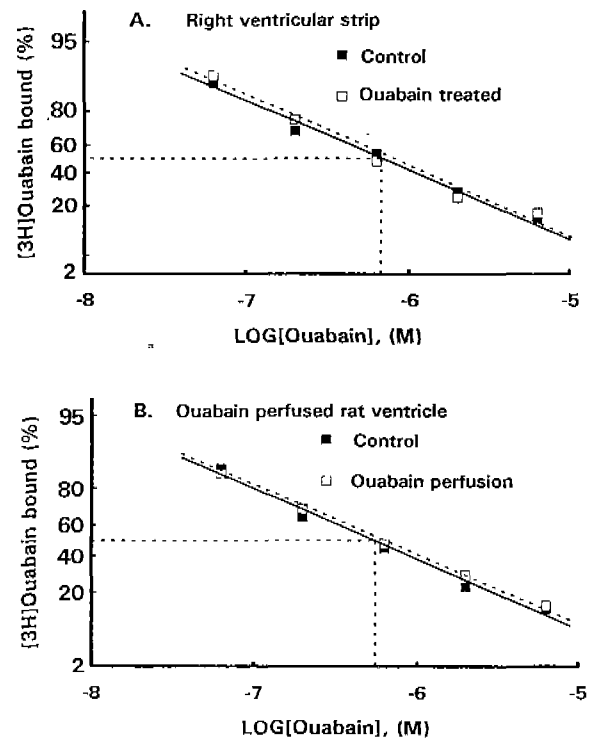 A. Right ventricular strip
Control
Ouabain treated
[3H]Ouabain bound (%)
95
80
60
40
20
2
-8
-7
-6
-5
LOG[Ouabain], (M)
B. Ouabain perfused rat ventricle
Control
Ouabain perfusion
[3H]Ouabain bound (%)
95
80
60
40
20
2
-8
-7
-6
-5
LOG[Ouabain], (M)